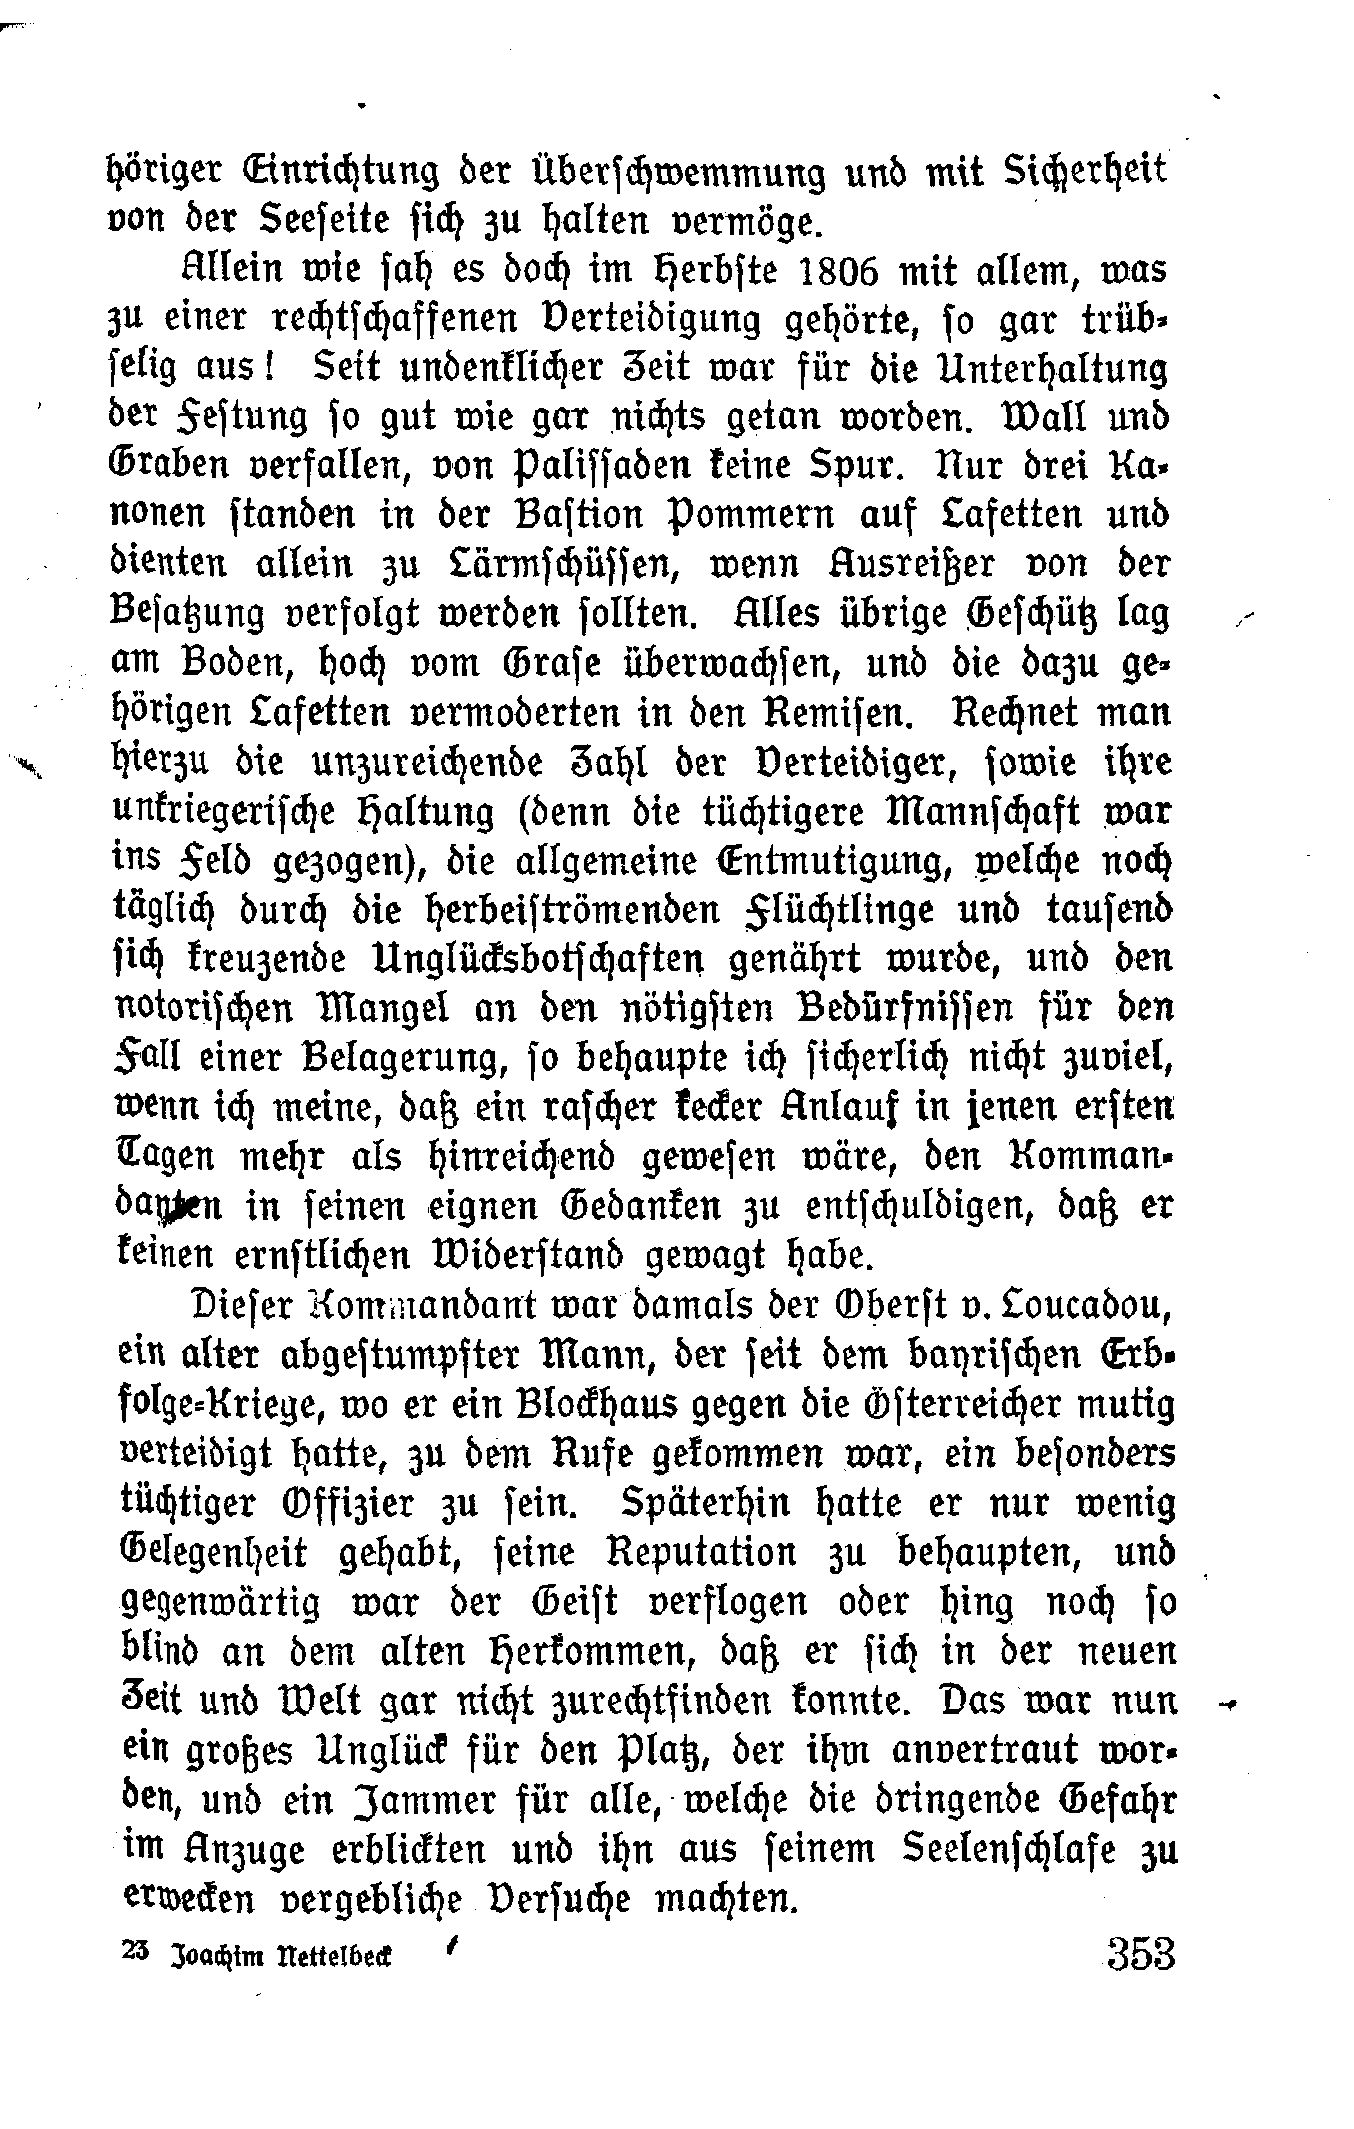 höriger Einrichtung der Überschwemmung und mit Sicherheit
von der Seeseite sich zu halten vermöge.
Allein wie sah es doch im Herbste 1806 mit allem, was
zu einer rechtschaffenen Verteidigung gehörte, so gar trüb-
selig aus! Seit undenklicher Zeit war für die Unterhaltung
der Festung so gut wie gar nichts getan worden. Wall und
Graben verfallen, von Palissaden keine Spur. Nur drei Ka-
nonen standen in der Bastion Pommern auf Lafetten und
dienten allein zu Lärmschüssen, wenn Ausreißer von der
Besatzung verfolgt werden sollten. Alles übrige Geschütz lag
am Boden, hoch vom Grase überwachsen, und die dazu ge-
hörigen Lafetten vermoderten in den Remisen. Rechnet man
hierzu die unzureichende Zahl der Verteidiger, sowie ihre
unkriegerische Haltung (denn die tüchtigere Mannschaft war
ins Feld gezogen), die allgemeine Entmutigung, welche noch
täglich durch die herbeiströmenden Flüchtlinge und tausend
sich kreuzende Unglücksbotschaften genährt wurde, und den
notorischen Mangel an den nötigsten Bedürfnissen für den
Fall einer Belagerung, so behaupte ich sicherlich nicht zuviel,
wenn ich meine, daß ein rascher kecker Anlauf in jenen ersten
Tagen mehr als hinreichend gewesen wäre, den Komman-
danten in seinen eignen Gedanken zu entschuldigen, daß er
keinen ernstlichen Widerstand gewagt habe.
Dieser Kommandant war damals der Oberst v. Loucadou,
ein alter abgestumpfter Mann, der seit dem bayrischen Erb-
folge-Kriege, wo er ein Blockhaus gegen die Österreicher mutig
verteidigt hatte, zu dem Rufe gekommen war, ein besonders
tüchtiger Offizier zu sein. Späterhin hatte er nur wenig
Gelegenheit gehabt, seine Reputation zu behaupten, und
gegenwärtig war der Geist verflogen oder hing noch so
blind an dem alten Herkommen, daß er sich in der neuen
Zeit und Welt gar nicht zurechtfinden konnte. Das war nun
ein großes Unglück für den Platz, der ihm anvertraut wor-
den, und ein Jammer für alle, welche die dringende Gefahr
im Anzuge erblickten und ihn aus seinem Seelenschlafe zu
erwecken vergebliche Versuche machten.
23 Joachim Nettelbeck 353